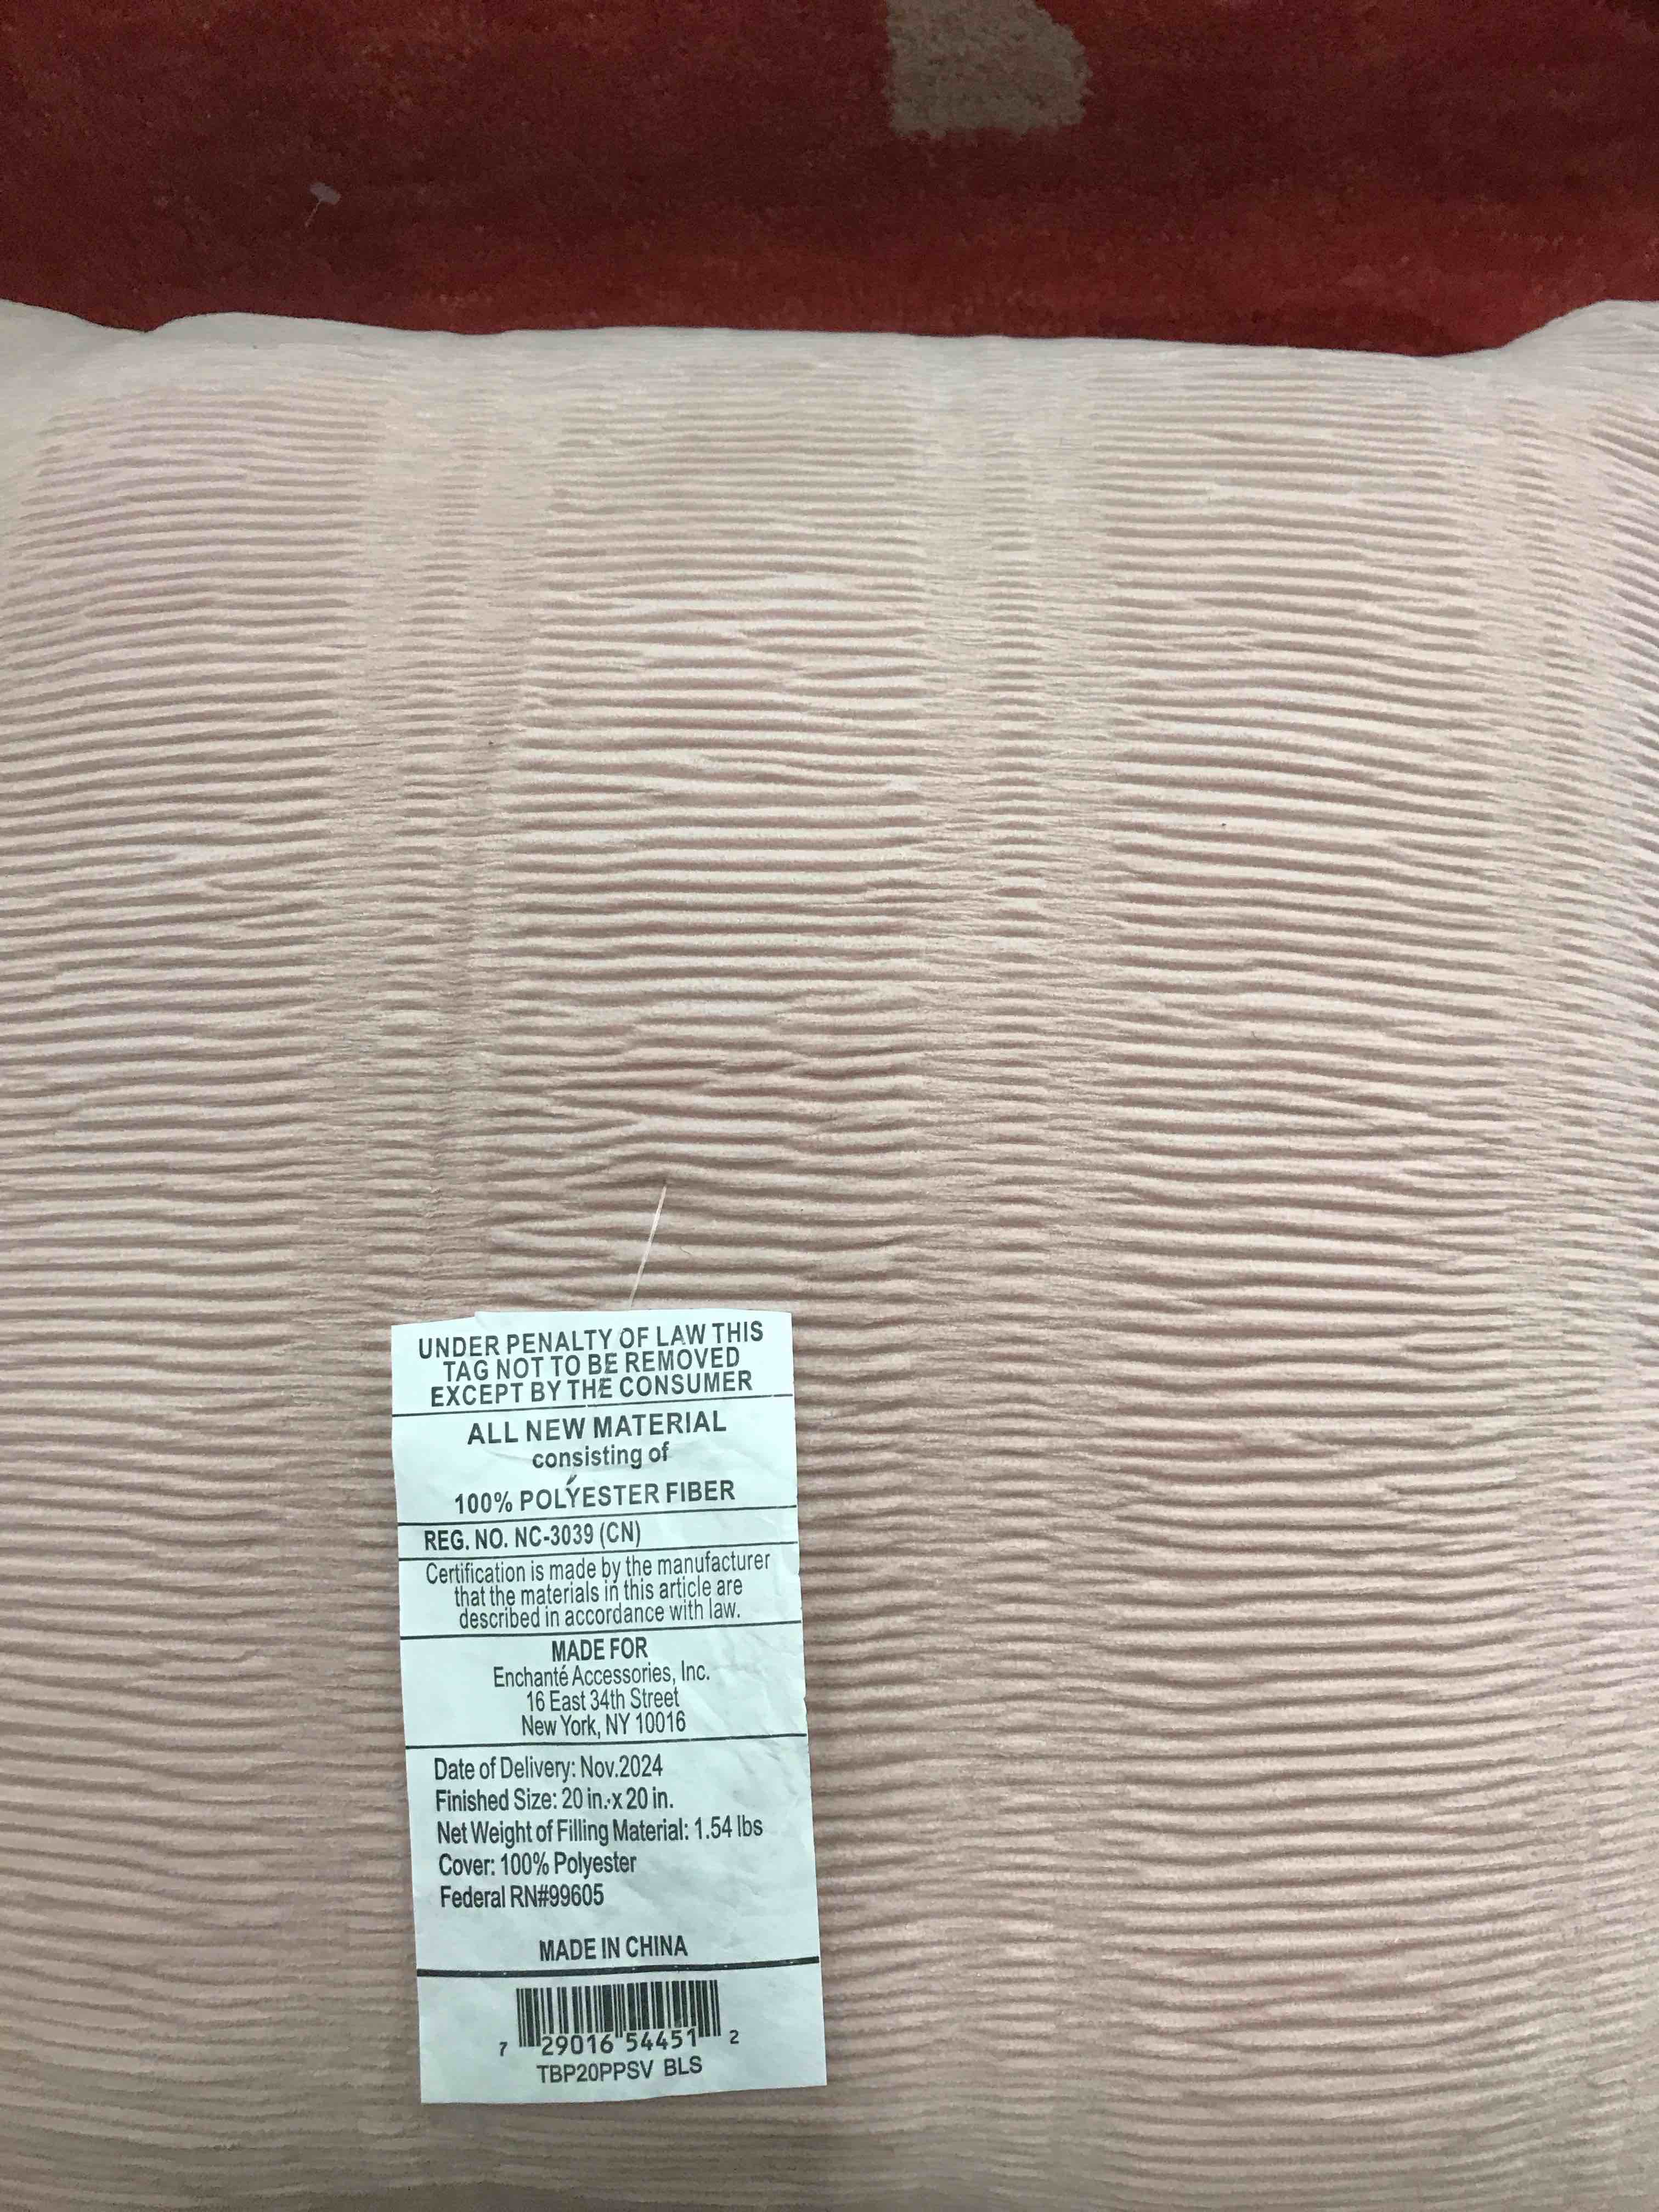 UNDER PENALTY OF LAW THIS
TAG NOT TO BE REMOVED
EXCEPT BY THE CONSUMER
ALL NEW MATERIAL
consisting of
100% POLYESTER FIBER
REG. NO. NC-3039 (CN)
Certification is made by the manufacturer
that the materials in this article are
described in accordance with law.
MADE FOR
Enchanté Accessories, Inc.
16 East 34th Street
New York, NY 10016
Date of Delivery: Nov.2024
Finished Size: 20 in. x 20 in.
Net Weight of Filling Material: 1.54 lbs
Cover: 100% Polyester
Federal RN#99605
MADE IN CHINA
7 29016 54451 2
TBP20PPSV BLS